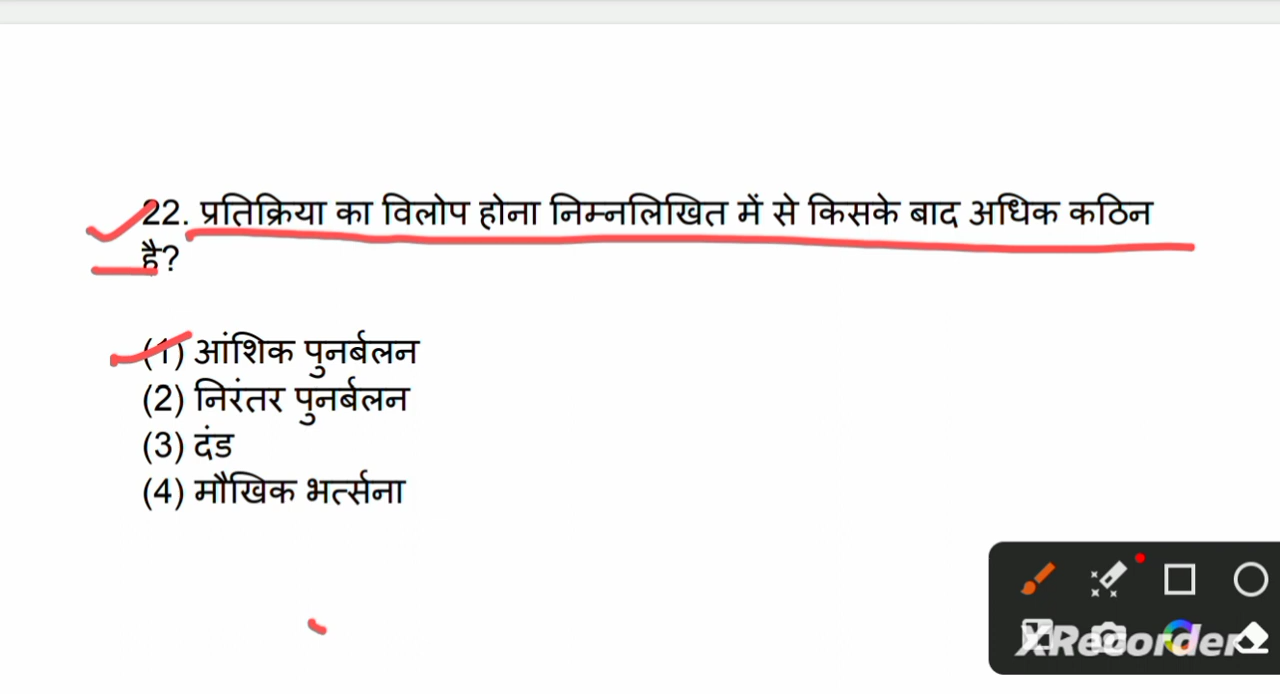 22. प्रतिक्रिया का विलोप होना निम्नलिखित में से किसके बाद अधिक कठिन
है?
(1) आंशिक पुनर्बलन
(2) निरंतर पुनर्बलन
(3) दंड
(4) मौखिक भर्त्सना
XRecorder